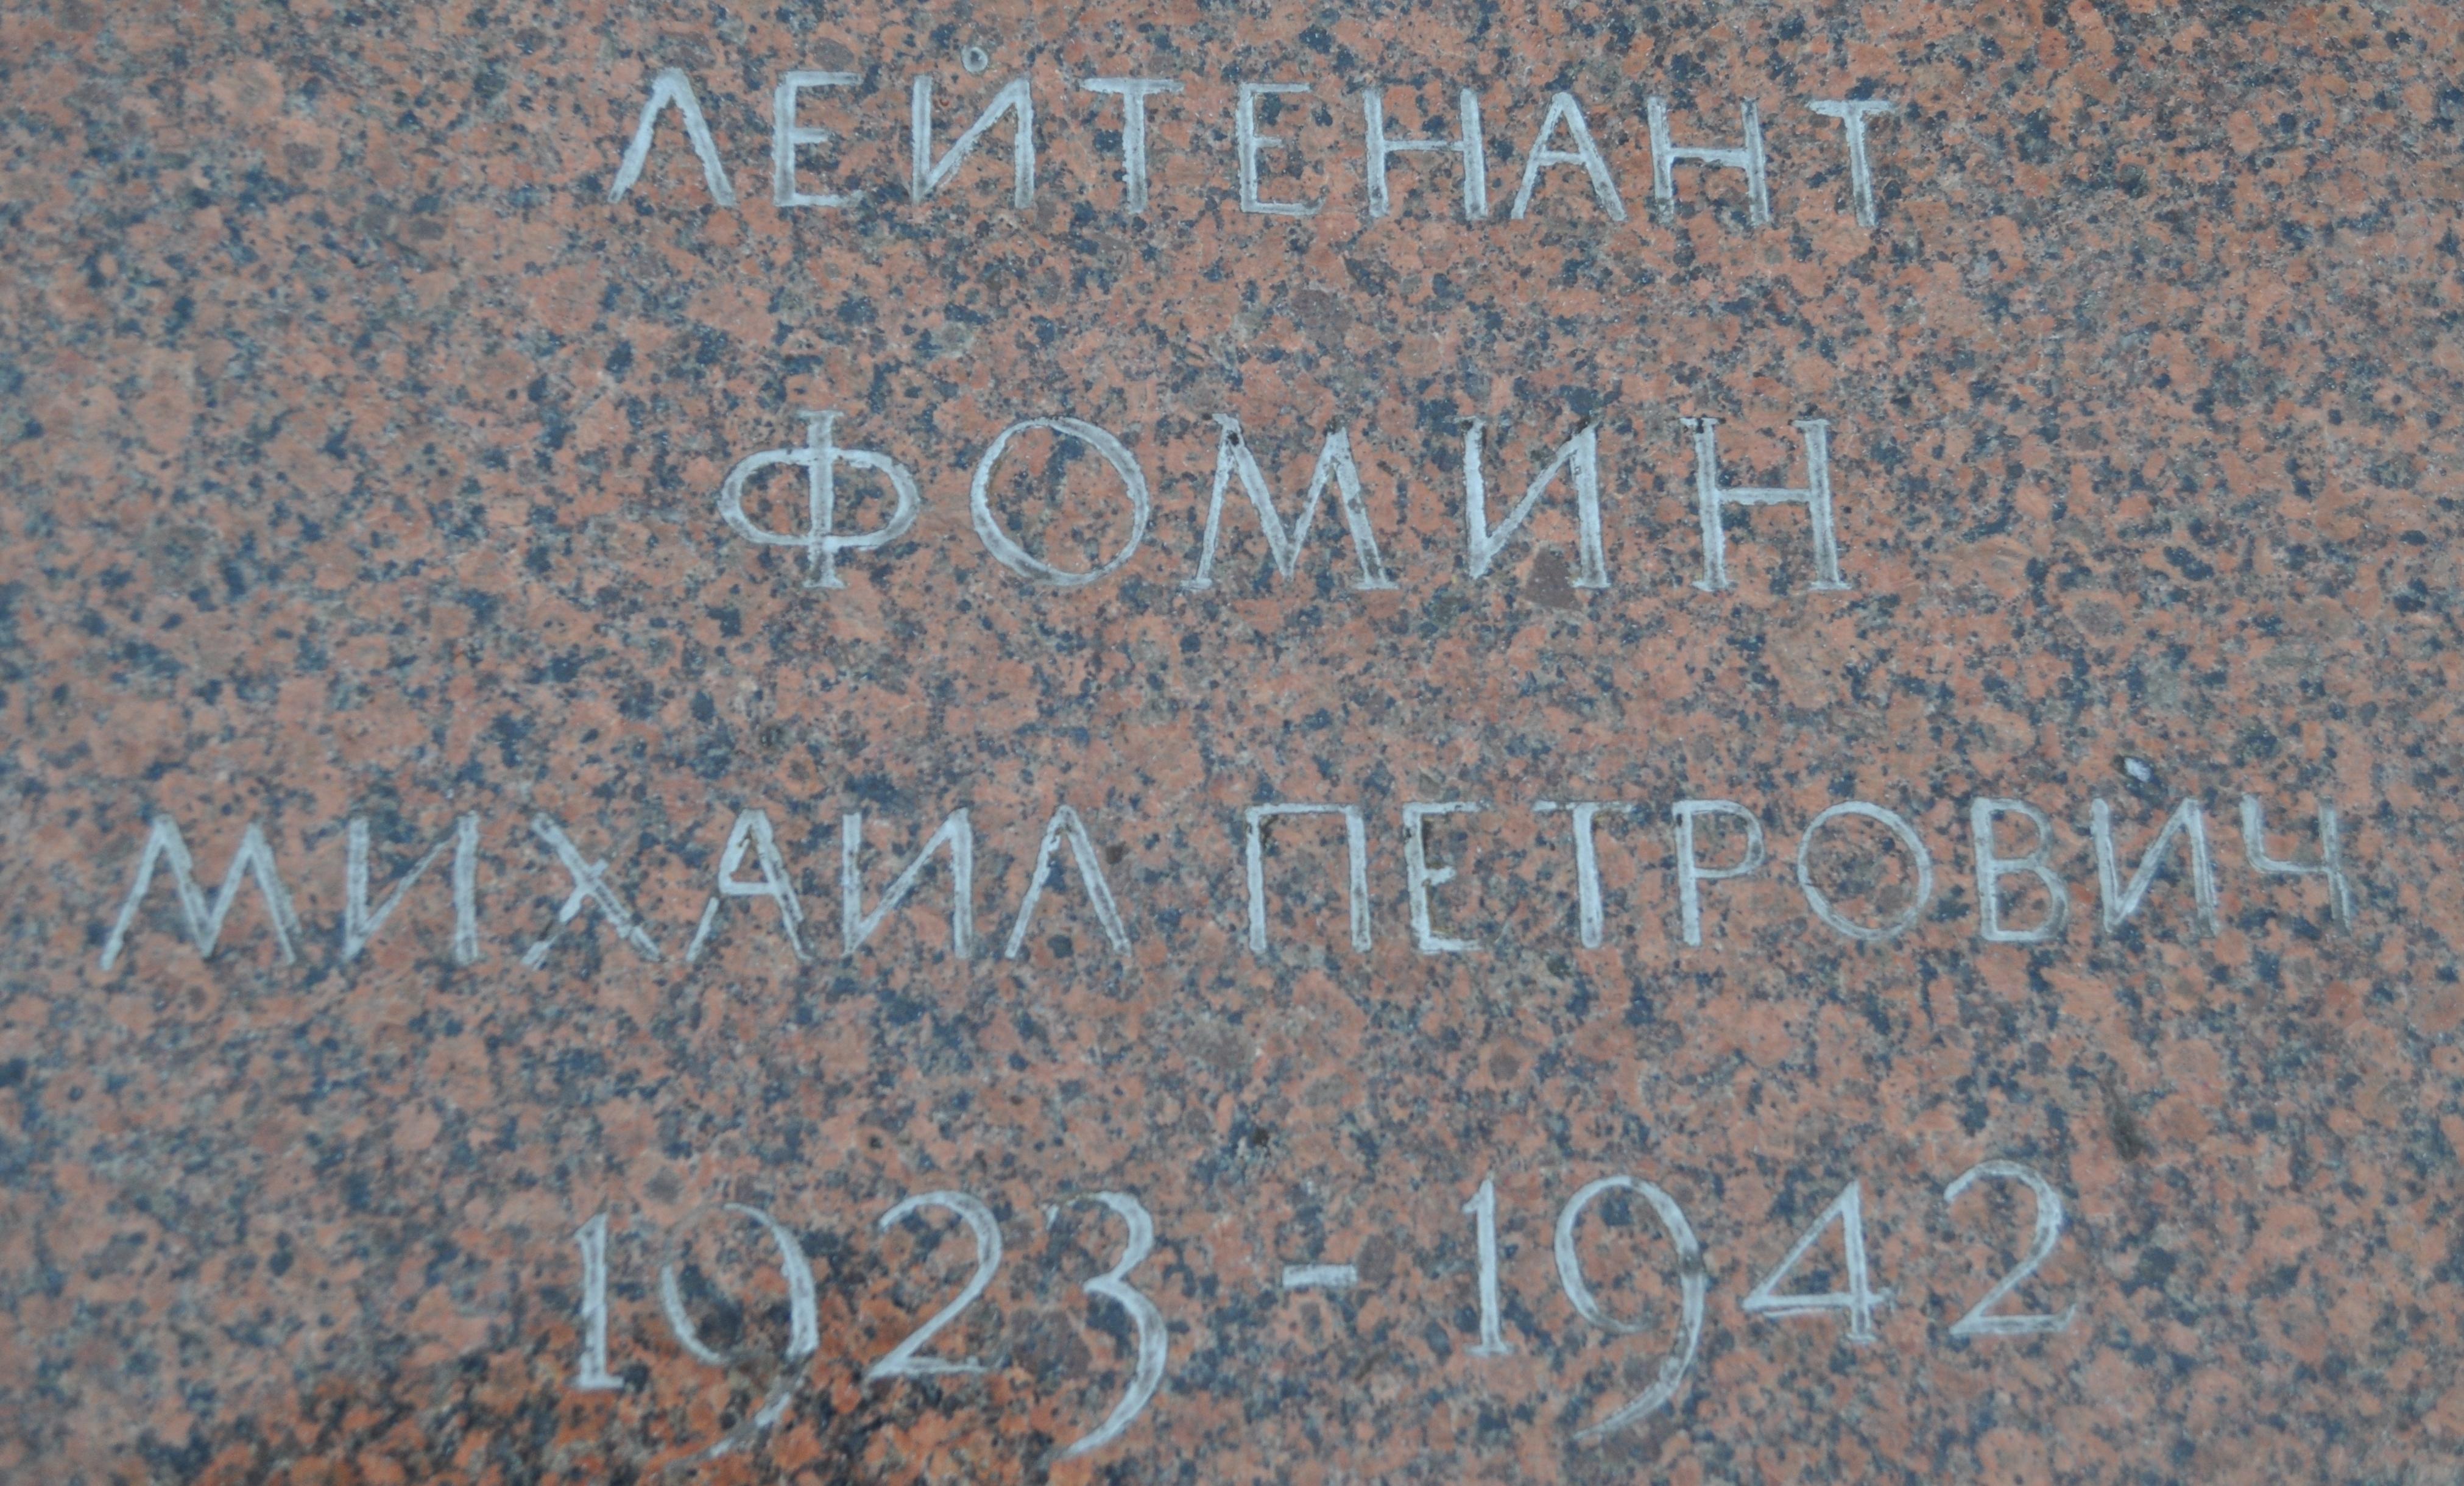 ЛЕЙТЕНАНТ
ФОМИН
МИХАИЛ ПЕТРОВИЧ
1923-1942